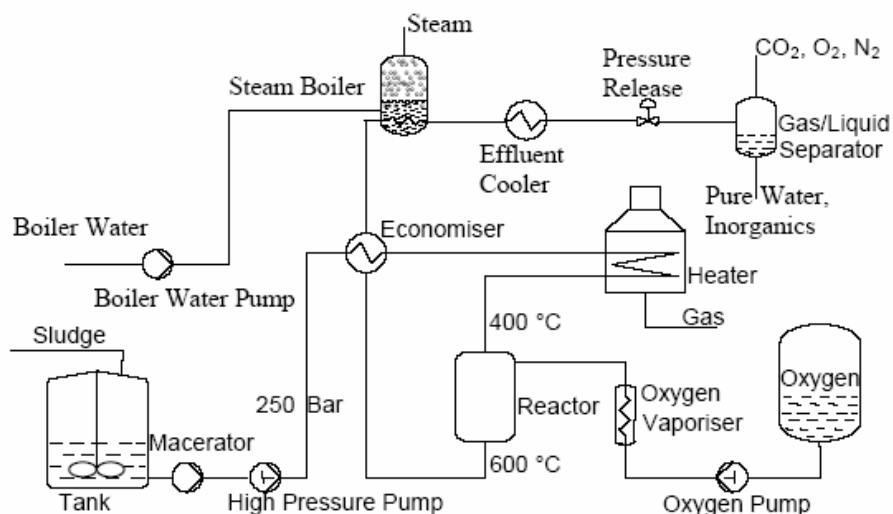 Steam
CO2, O2, N2
Steam Boiler
Pressure
Release
Gas/Liquid
Separator
Effluent
Cooler
Pure Water,
Inorganics
Boiler Water
Economiser
Heater
Boiler Water Pump
Gas
400 °C
Sludge
Oxygen
250 Bar
Reactor
Oxygen
Vaporiser
Macerator
600 °C
Tank
High Pressure Pump
Oxygen Pump